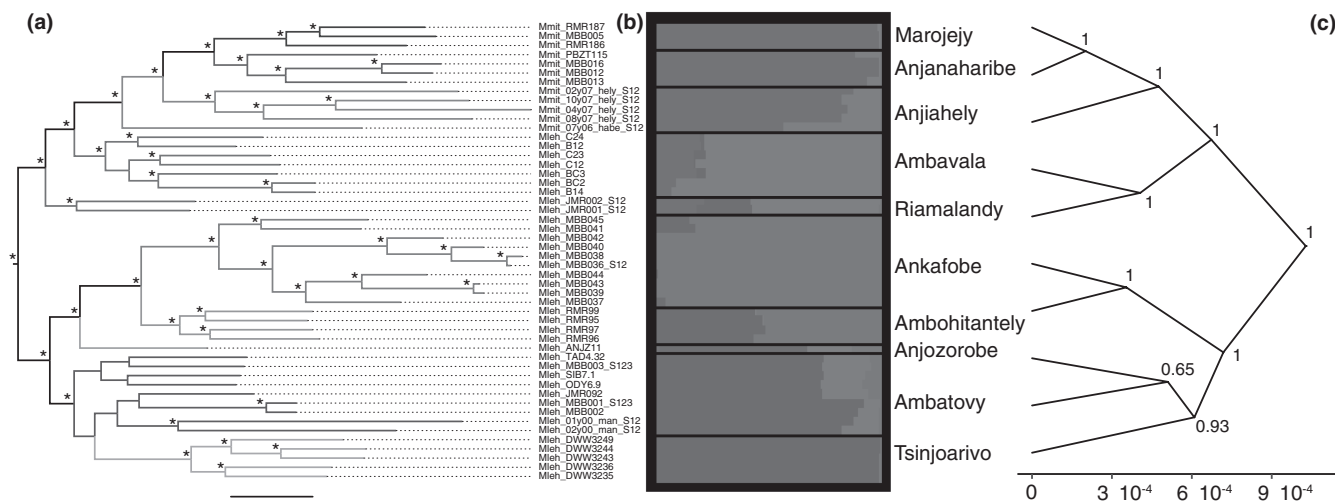 (a)
Mmit_RMR187
Mmit_MBB005
Mmit_RMR186
Mmit_PBZT115
Mmit_MBB016
Mmit_MBB012
Mmit_MBB013
Mmit_02y07_hely_S12
Mmit_10y07_hely_S12
Mmit_04y07_hely_S12
Mmit_08y07_hely_S12
Mmit_07y06_habe_S12
Mleh_C24
Mleh_B12
Mleh_C23
Mleh_C12
Mleh_BC3
Mleh_BC2
Mleh_B14
Mleh_JMR002_S12
Mleh_JMR001_S12
Mleh_MBB045
Mleh_MBB041
Mleh_MBB042
Mleh_MBB040
Mleh_MBB038
Mleh_MBB036_S12
Mleh_MBB044
Mleh_MBB043
Mleh_MBB039
Mleh_MBB037
Mleh_RMR99
Mleh_RMR95
Mleh_RMR97
Mleh_RMR96
Mleh_ANJZ11
Mleh_TAD4.32
Mleh_MBB003_S123
Mleh_SIB7.1
Mleh_ODY6.9
Mleh_JMR092
Mleh_MBB001_S123
Mleh_MBB002
Mleh_01y00_man_S12
Mleh_02y00_man_S12
Mleh_DWW3249
Mleh_DWW3244
Mleh_DWW3243
Mleh_DWW3236
Mleh_DWW3235
(b)
Marojejy
Anjanaharibe
Anjiahely
Ambavala
Riamalandy
Ankafobe
Ambohitantely
Anjozorobe
Ambatovy
Tsinjoarivo
(c)
1
1
1
1
1
1
1
0.65
0.93
0 3 10-4 6 10-4 9 10-4